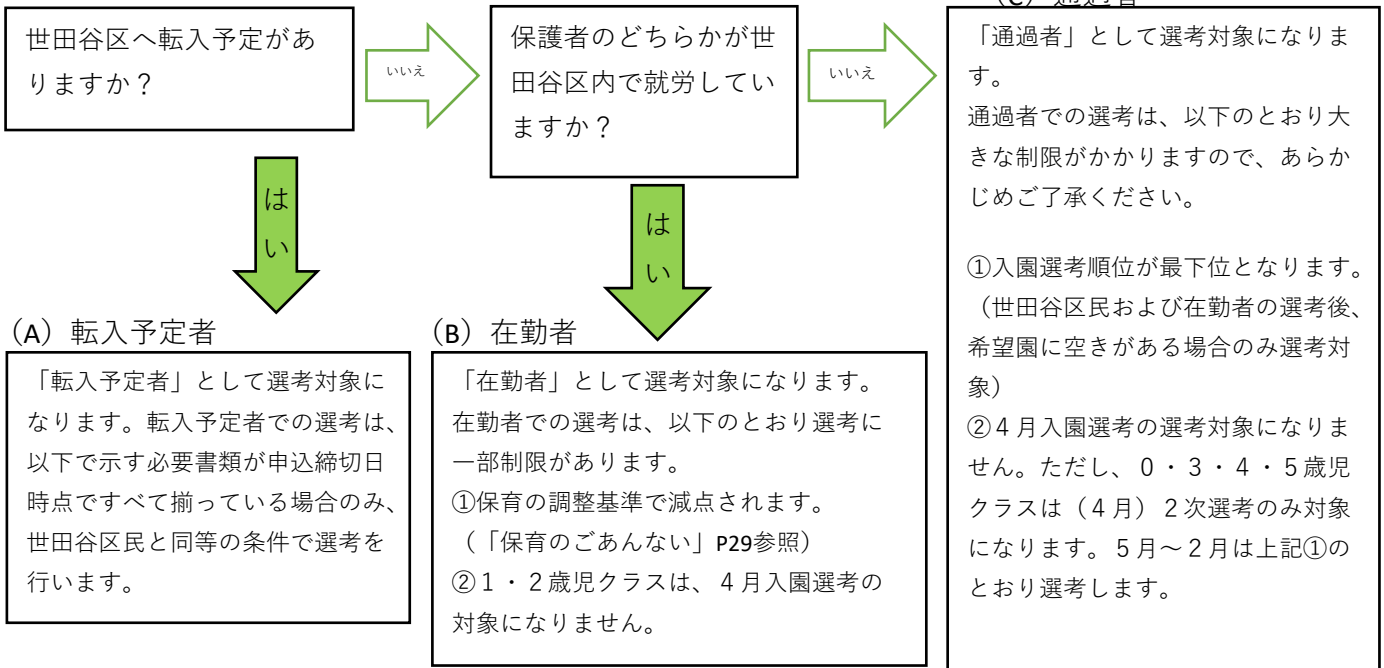 世田谷区へ転入予定があ
りますか？
いいえ
保護者のどちらかが世
田谷区内で就労してい
ますか？
いいえ
はい
はい
（A）転入予定者
「転入予定者」として選考対象に
なります。転入予定者での選考は、
以下で示す必要書類が申込締切日
時点ですべて揃っている場合のみ、
世田谷区民と同等の条件で選考を
行います。
（B）在勤者
「在勤者」として選考対象になります。
在勤者での選考は、以下のとおり選考に
一部制限があります。
①保育の調整基準で減点されます。
（「保育のごあんない」P29参照）
②１・２歳児クラスは、４月入園選考の
対象になりません。
「通過者」として選考対象になりま
す。
通過者での選考は、以下のとおり大
きな制限がかかりますので、あらか
じめご了承ください。
①入園選考順位が最下位となります。
（世田谷区民および在勤者の選考後、
希望園に空きがある場合のみ選考対
象）
②４月入園選考の選考対象になりま
せん。ただし、０・３・４・５歳児
クラスは（４月）２次選考のみ対象
になります。５月～２月は上記①の
とおり選考します。